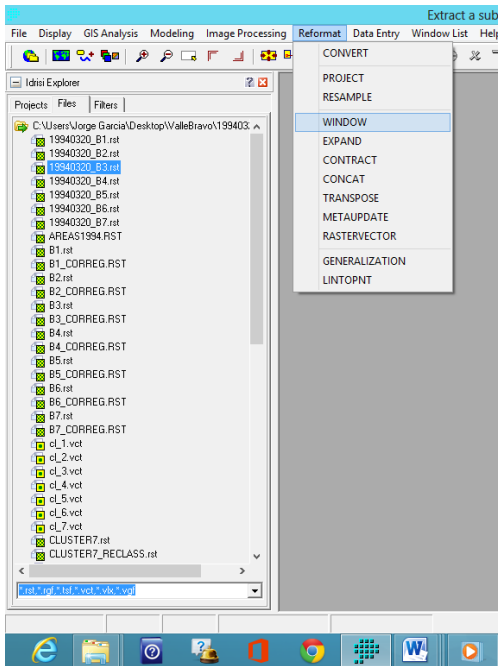 Extract a sub
File Display GIS Analysis Image Processing Reformat Data Entry Window List Help
CONVERT
PROJECT
RESAMPLE
WINDOW
EXPAND
CONTRACT
CONCAT
TRANSPOSE
METAUPDATE
RASTERVECTOR
GENERALIZATION
LINTOPNT
Idrisi Explorer
Projects Files Filters
C:\Users\Jorge Garcia\Desktop\ValleBravo\199403
19940320_B1.rst
19940320_B2.rst
19940320_B3.rst
19940320_B4.rst
19940320_B5.rst
19940320_B6.rst
19940320_B7.rst
AREAS1994.RST
B1.rst
B1_CORREG.RST
B2.rst
B2_CORREG.RST
B3.rst
B3_CORREG.RST
B4.rst
B4_CORREG.RST
B5.rst
B5_CORREG.RST
B6.rst
B6_CORREG.RST
B7.rst
B7_CORREG.RST
cl_1.vct
cl_2.vct
cl_3.vct
cl_4.vct
cl_5.vct
cl_6.vct
cl_7.vct
CLUSTER7.rst
CLUSTER7_RECLASS.rst
*.rst,*.rgf,*.tsf,*.vct,*.vlx,*.vgf